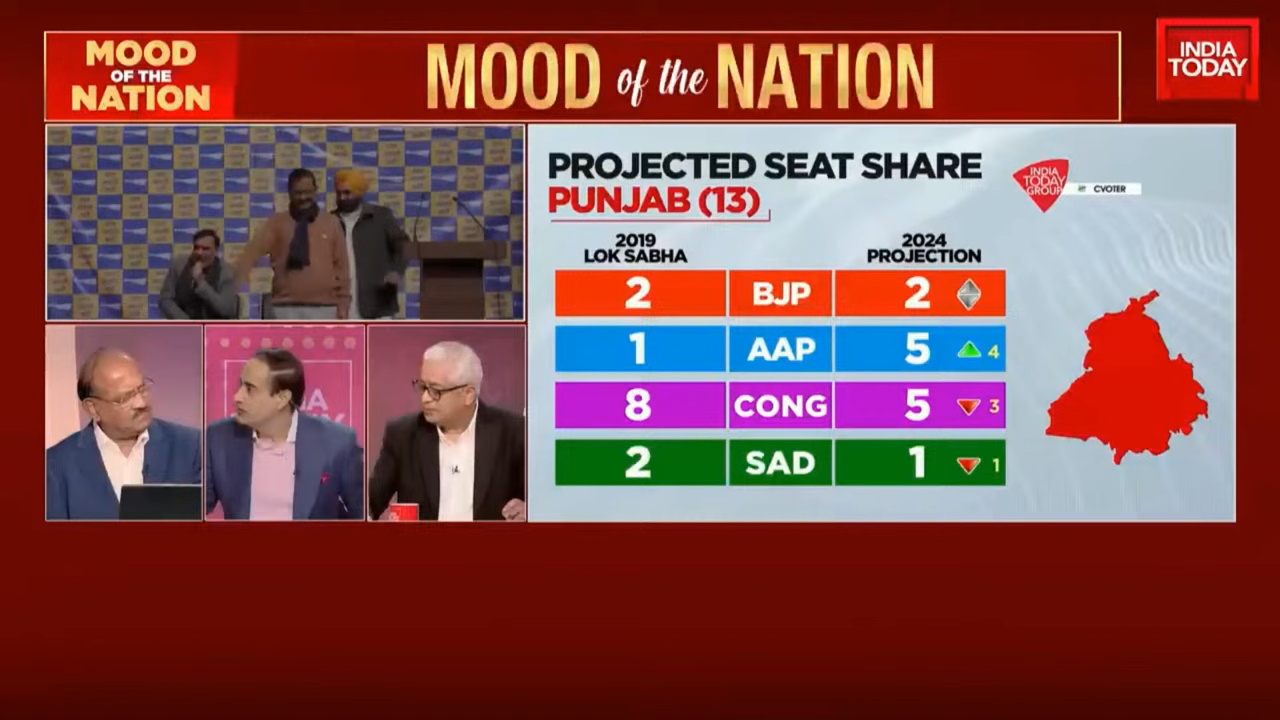 MOOD
OF THE
NATION
MOOD of the NATION
INDIA
TODAY
PROJECTED SEAT SHARE
PUNJAB (13)
INDIA
TODAY
GROUP
CVOTER
2019
LOK SABHA
2024
PROJECTION
2 BJP 2
1 AAP 5 4
8 CONG 5 3
2 SAD 1 1